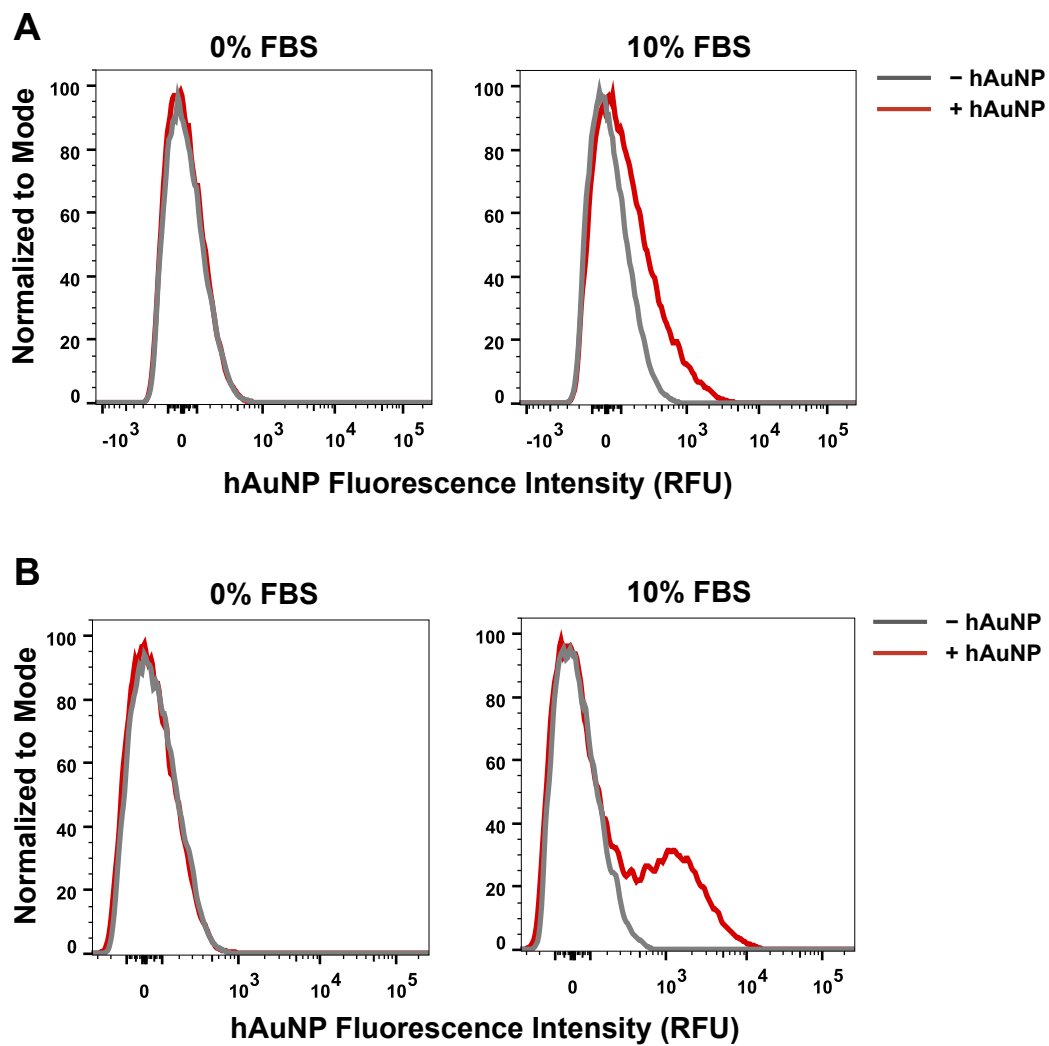 A
0% FBS
10% FBS
− hAuNP
+ hAuNP
Normalized to Mode
100
80
60
40
20
0
-10³ 0 10³ 10⁴ 10⁵
100
80
60
40
20
0
-10³ 0 10³ 10⁴ 10⁵
hAuNP Fluorescence Intensity (RFU)
B
0% FBS
10% FBS
− hAuNP
+ hAuNP
Normalized to Mode
100
80
60
40
20
0
0 10³ 10⁴ 10⁵
100
80
60
40
20
0
0 10³ 10⁴ 10⁵
hAuNP Fluorescence Intensity (RFU)